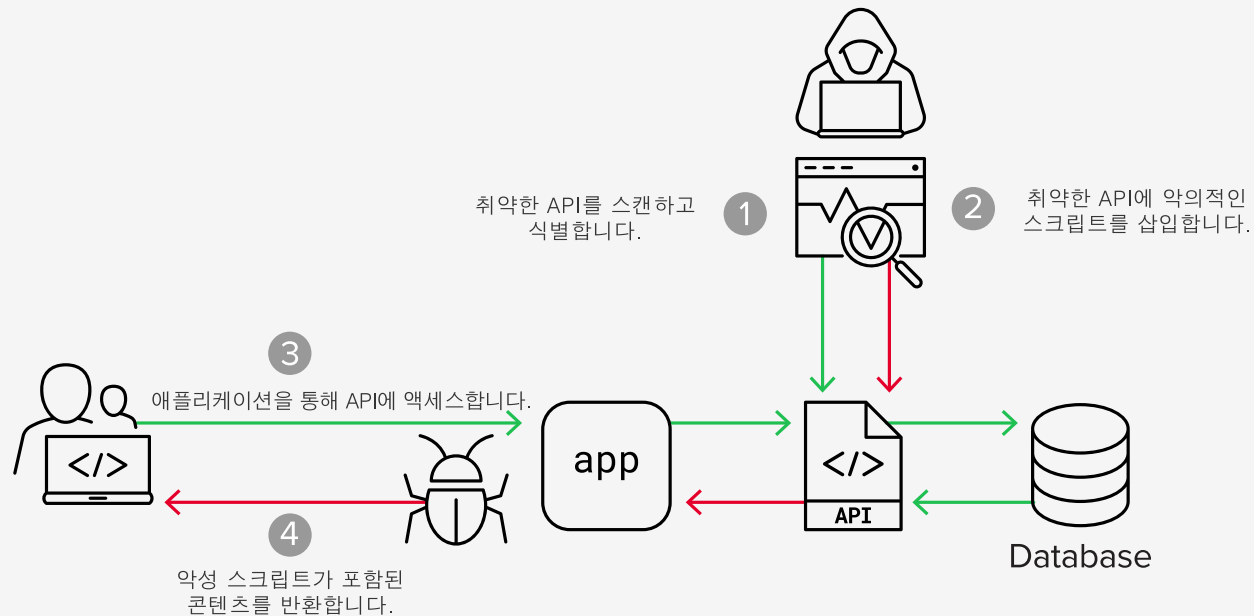 취약한 API를 스캔하고
식별합니다.
1
2
취약한 API에 악의적인
스크립트를 삽입합니다.
3
애플리케이션을 통해 API에 액세스합니다.
</>
app
</>
API
4
악성 스크립트가 포함된
콘텐츠를 반환합니다.
Database